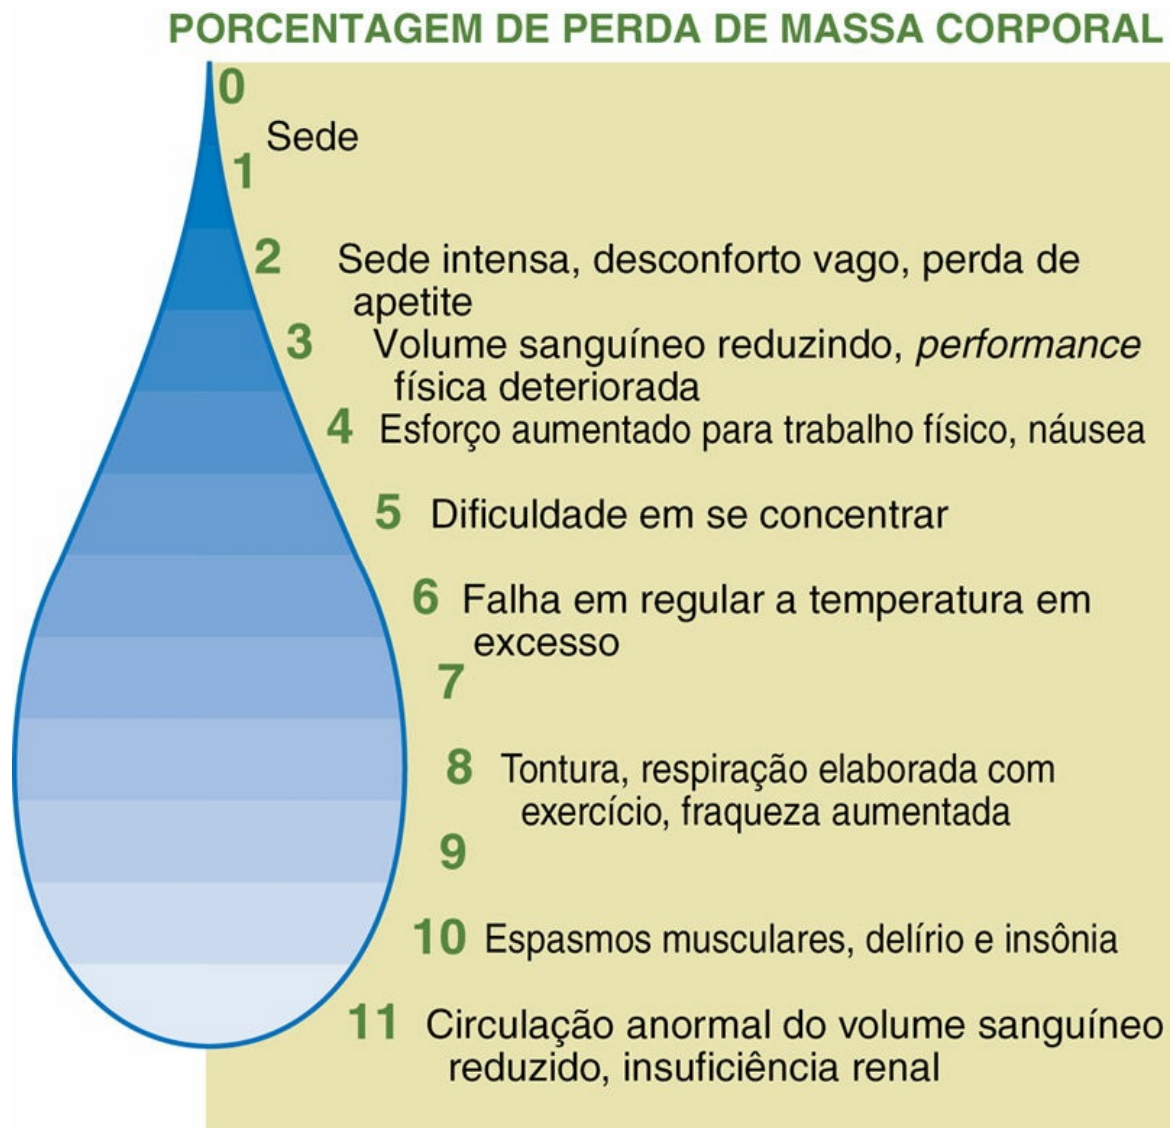 PORCENTAGEM DE PERDA DE MASSA CORPORAL
0
Sede
1
2 Sede intensa, desconforto vago, perda de
apetite
3 Volume sanguíneo reduzindo, performance
física deteriorada
4 Esforço aumentado para trabalho físico, náusea
5 Dificuldade em se concentrar
6 Falha em regular a temperatura em
excesso
7
8 Tontura, respiração elaborada com
exercício, fraqueza aumentada
9
10 Espasmos musculares, delírio e insônia
11 Circulação anormal do volume sanguíneo
reduzido, insuficiência renal